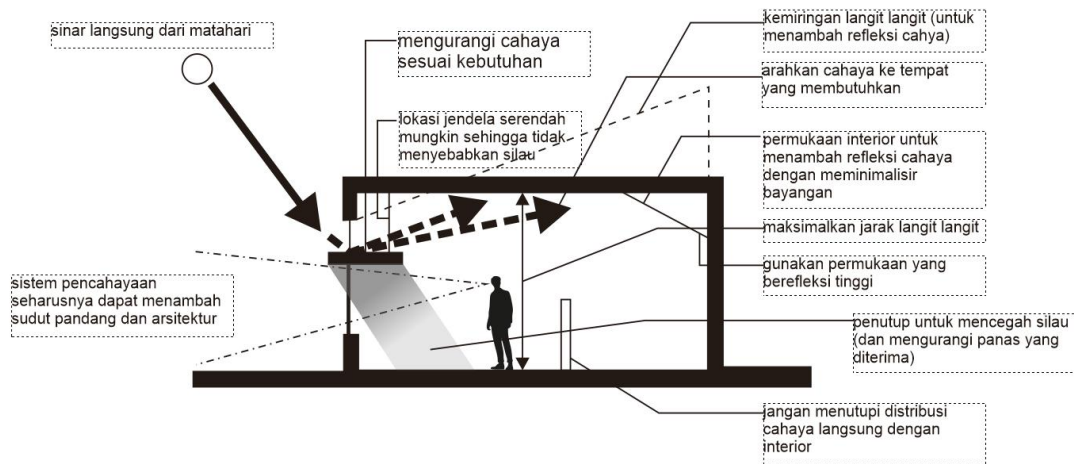 sinar langsung dari matahari
mengurangi cahaya
sesuai kebutuhan
lokasi jendela serendah
mungkin sehingga tidak
menyebabkan silau
kemiringan langit langit (untuk
menambah refleksi cahya)
arahkan cahaya ke tempat
yang membutuhkan
permukaan interior untuk
menambah refleksi cahaya
dengan meminimalisir
bayangan
maksimalkan jarak langit langit
gunakan permukaan yang
berefleksi tinggi
sistem pencahayaan
seharusnya dapat menambah
sudut pandang dan arsitektur
penutup untuk mencegah silau
(dan mengurangi panas yang
diterima)
jangan menutupi distribusi
cahaya langsung dengan
interior